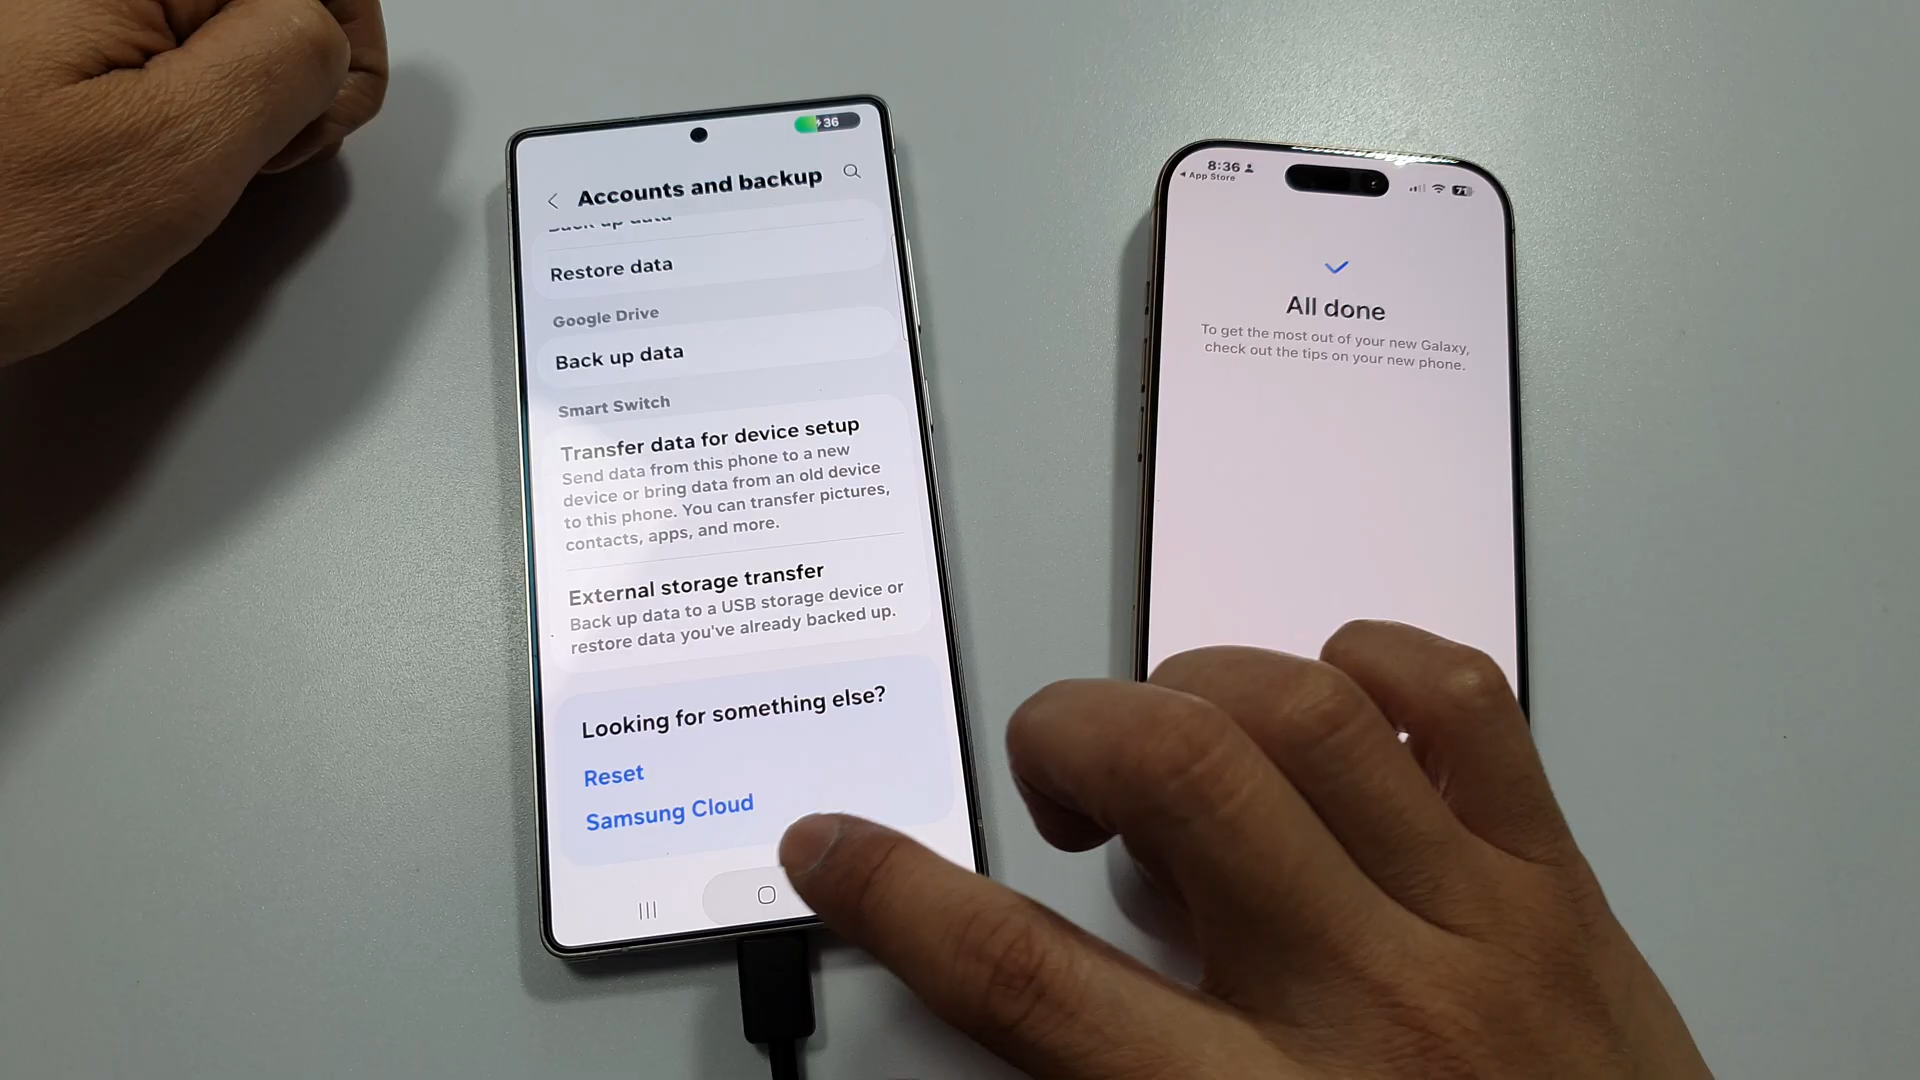 36
Accounts and backup
Back up data
Restore data
Google Drive
Back up data
Smart Switch
Transfer data for device setup
Send data from this phone to a new
device or bring data from an old device
to this phone. You can transfer pictures,
contacts, apps, and more.
External storage transfer
Back up data to a USB storage device or
restore data you've already backed up.
Looking for something else?
Reset
Samsung Cloud
8:36
App Store
71
All done
To get the most out of your new Galaxy,
check out the tips on your new phone.